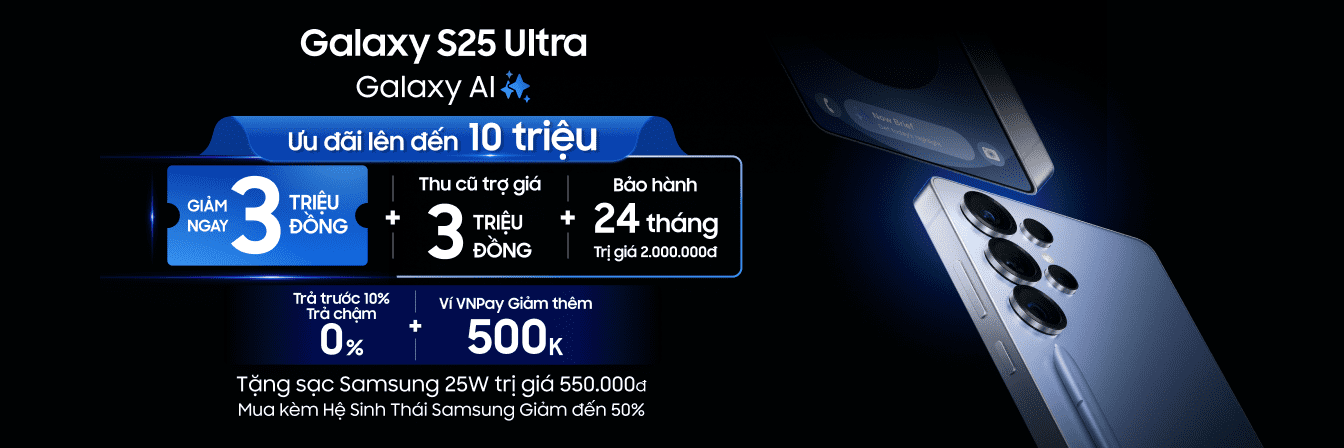 Galaxy S25 Ultra
Galaxy AI
Ưu đãi lên đến 10 triệu
GIẢM NGAY 3 TRIỆU ĐỒNG
+
Thu cũ trợ giá
3 TRIỆU ĐỒNG
+
Bảo hành
24 tháng
Trị giá 2.000.000đ
Trả trước 10%
Trả chậm
0%
+
Ví VNPay Giảm thêm
500K
Tặng sạc Samsung 25W trị giá 550.000đ
Mua kèm Hệ Sinh Thái Samsung Giảm đến 50%
Now Brief